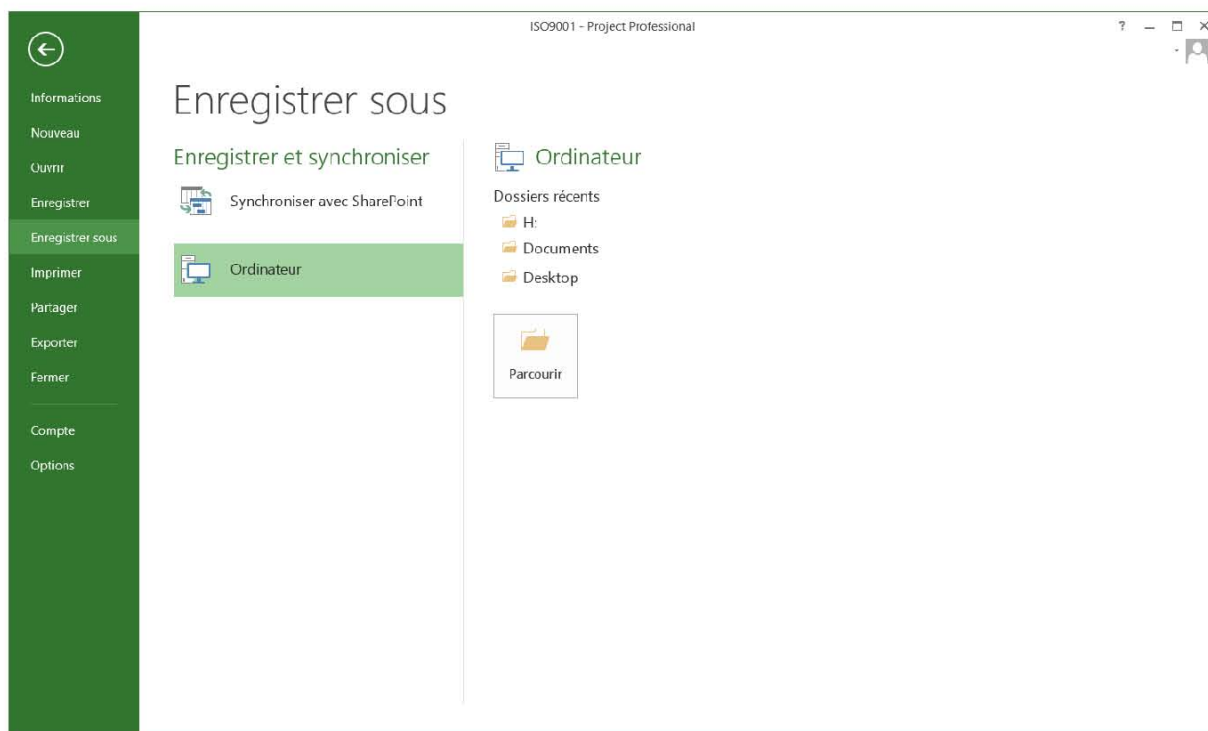 ISO9001 - Project Professional
?
Informations
Nouveau
Ouvrir
Enregistrer
Enregistrer sous
Imprimer
Partager
Exporter
Fermer
Compte
Options
Enregistrer sous
Enregistrer et synchroniser
Synchroniser avec SharePoint
Ordinateur
Ordinateur
Dossiers récents
H:
Documents
Desktop
Parcourir